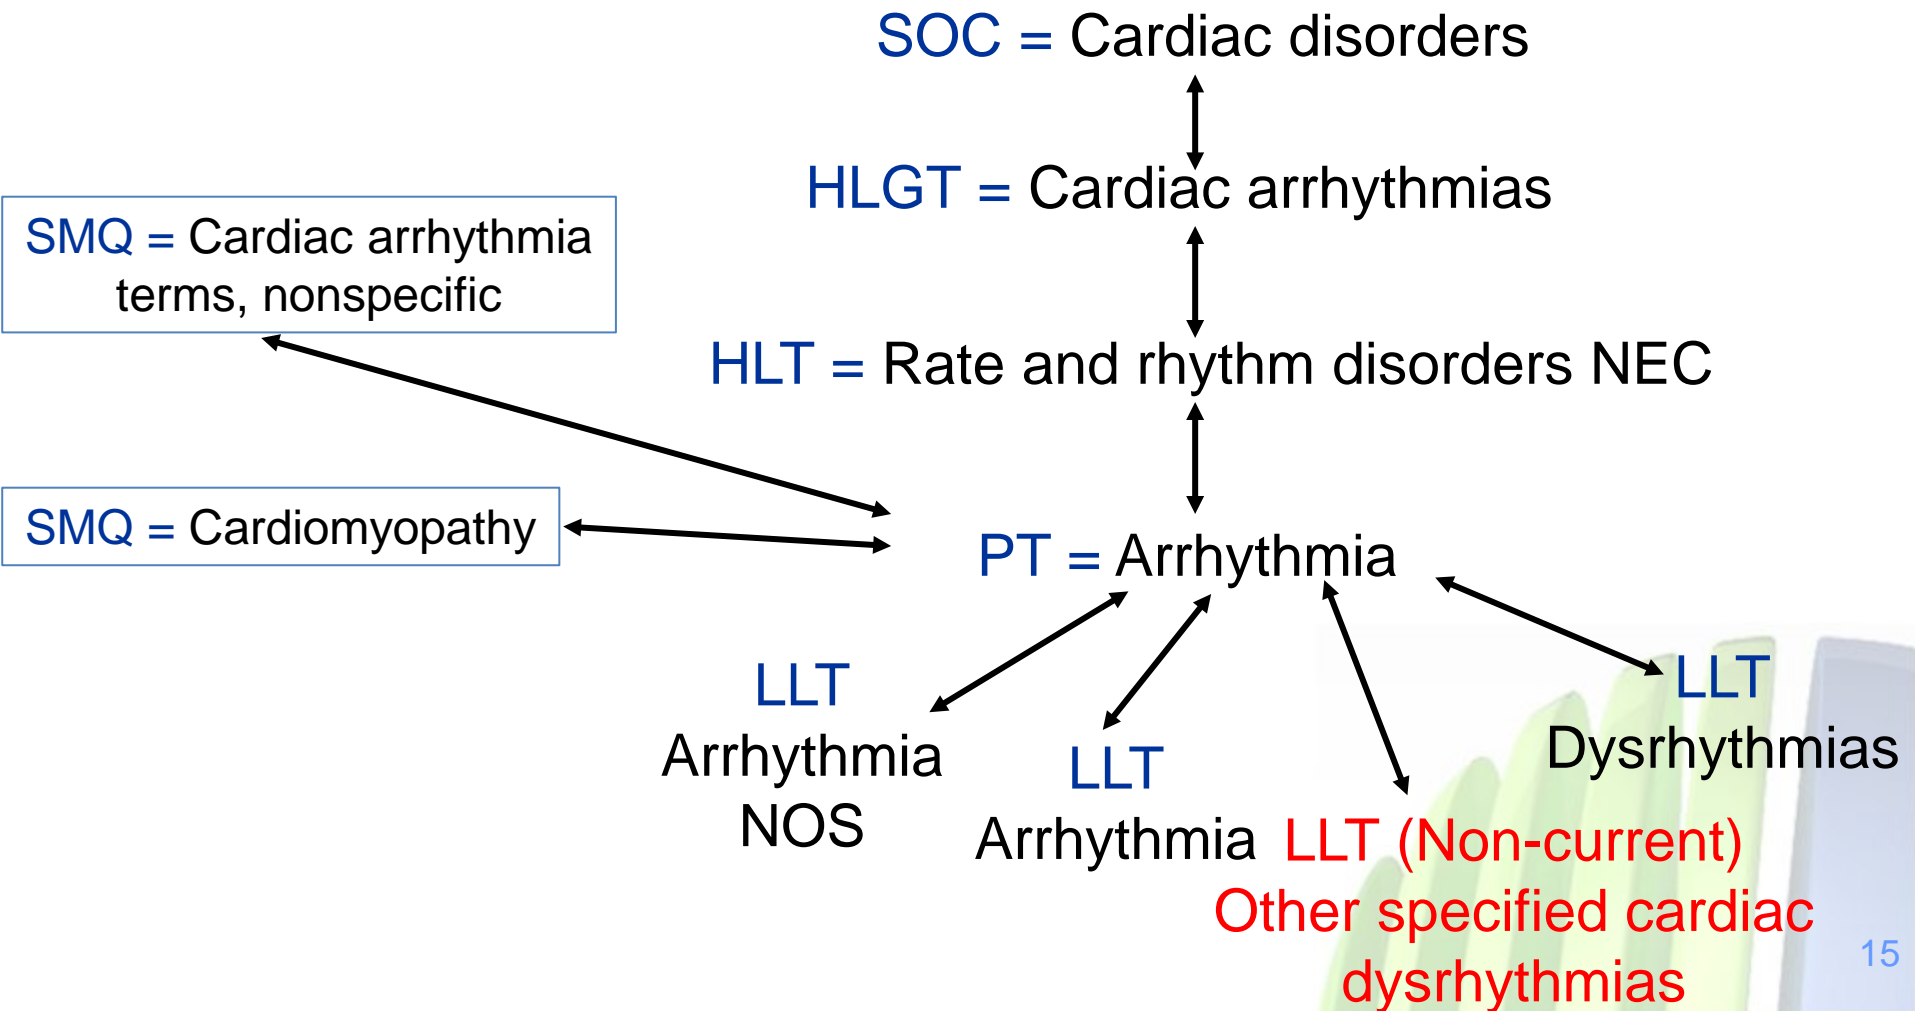 SOC = Cardiac disorders
HLGT = Cardiac arrhythmias
SMQ = Cardiac arrhythmia
terms, nonspecific
HLT = Rate and rhythm disorders NEC
SMQ = Cardiomyopathy
PT = Arrhythmia
LLT
Arrhythmia
NOS
LLT
Arrhythmia
LLT (Non-current)
Other specified cardiac
dysrhythmias
LLT
Dysrhythmias
15